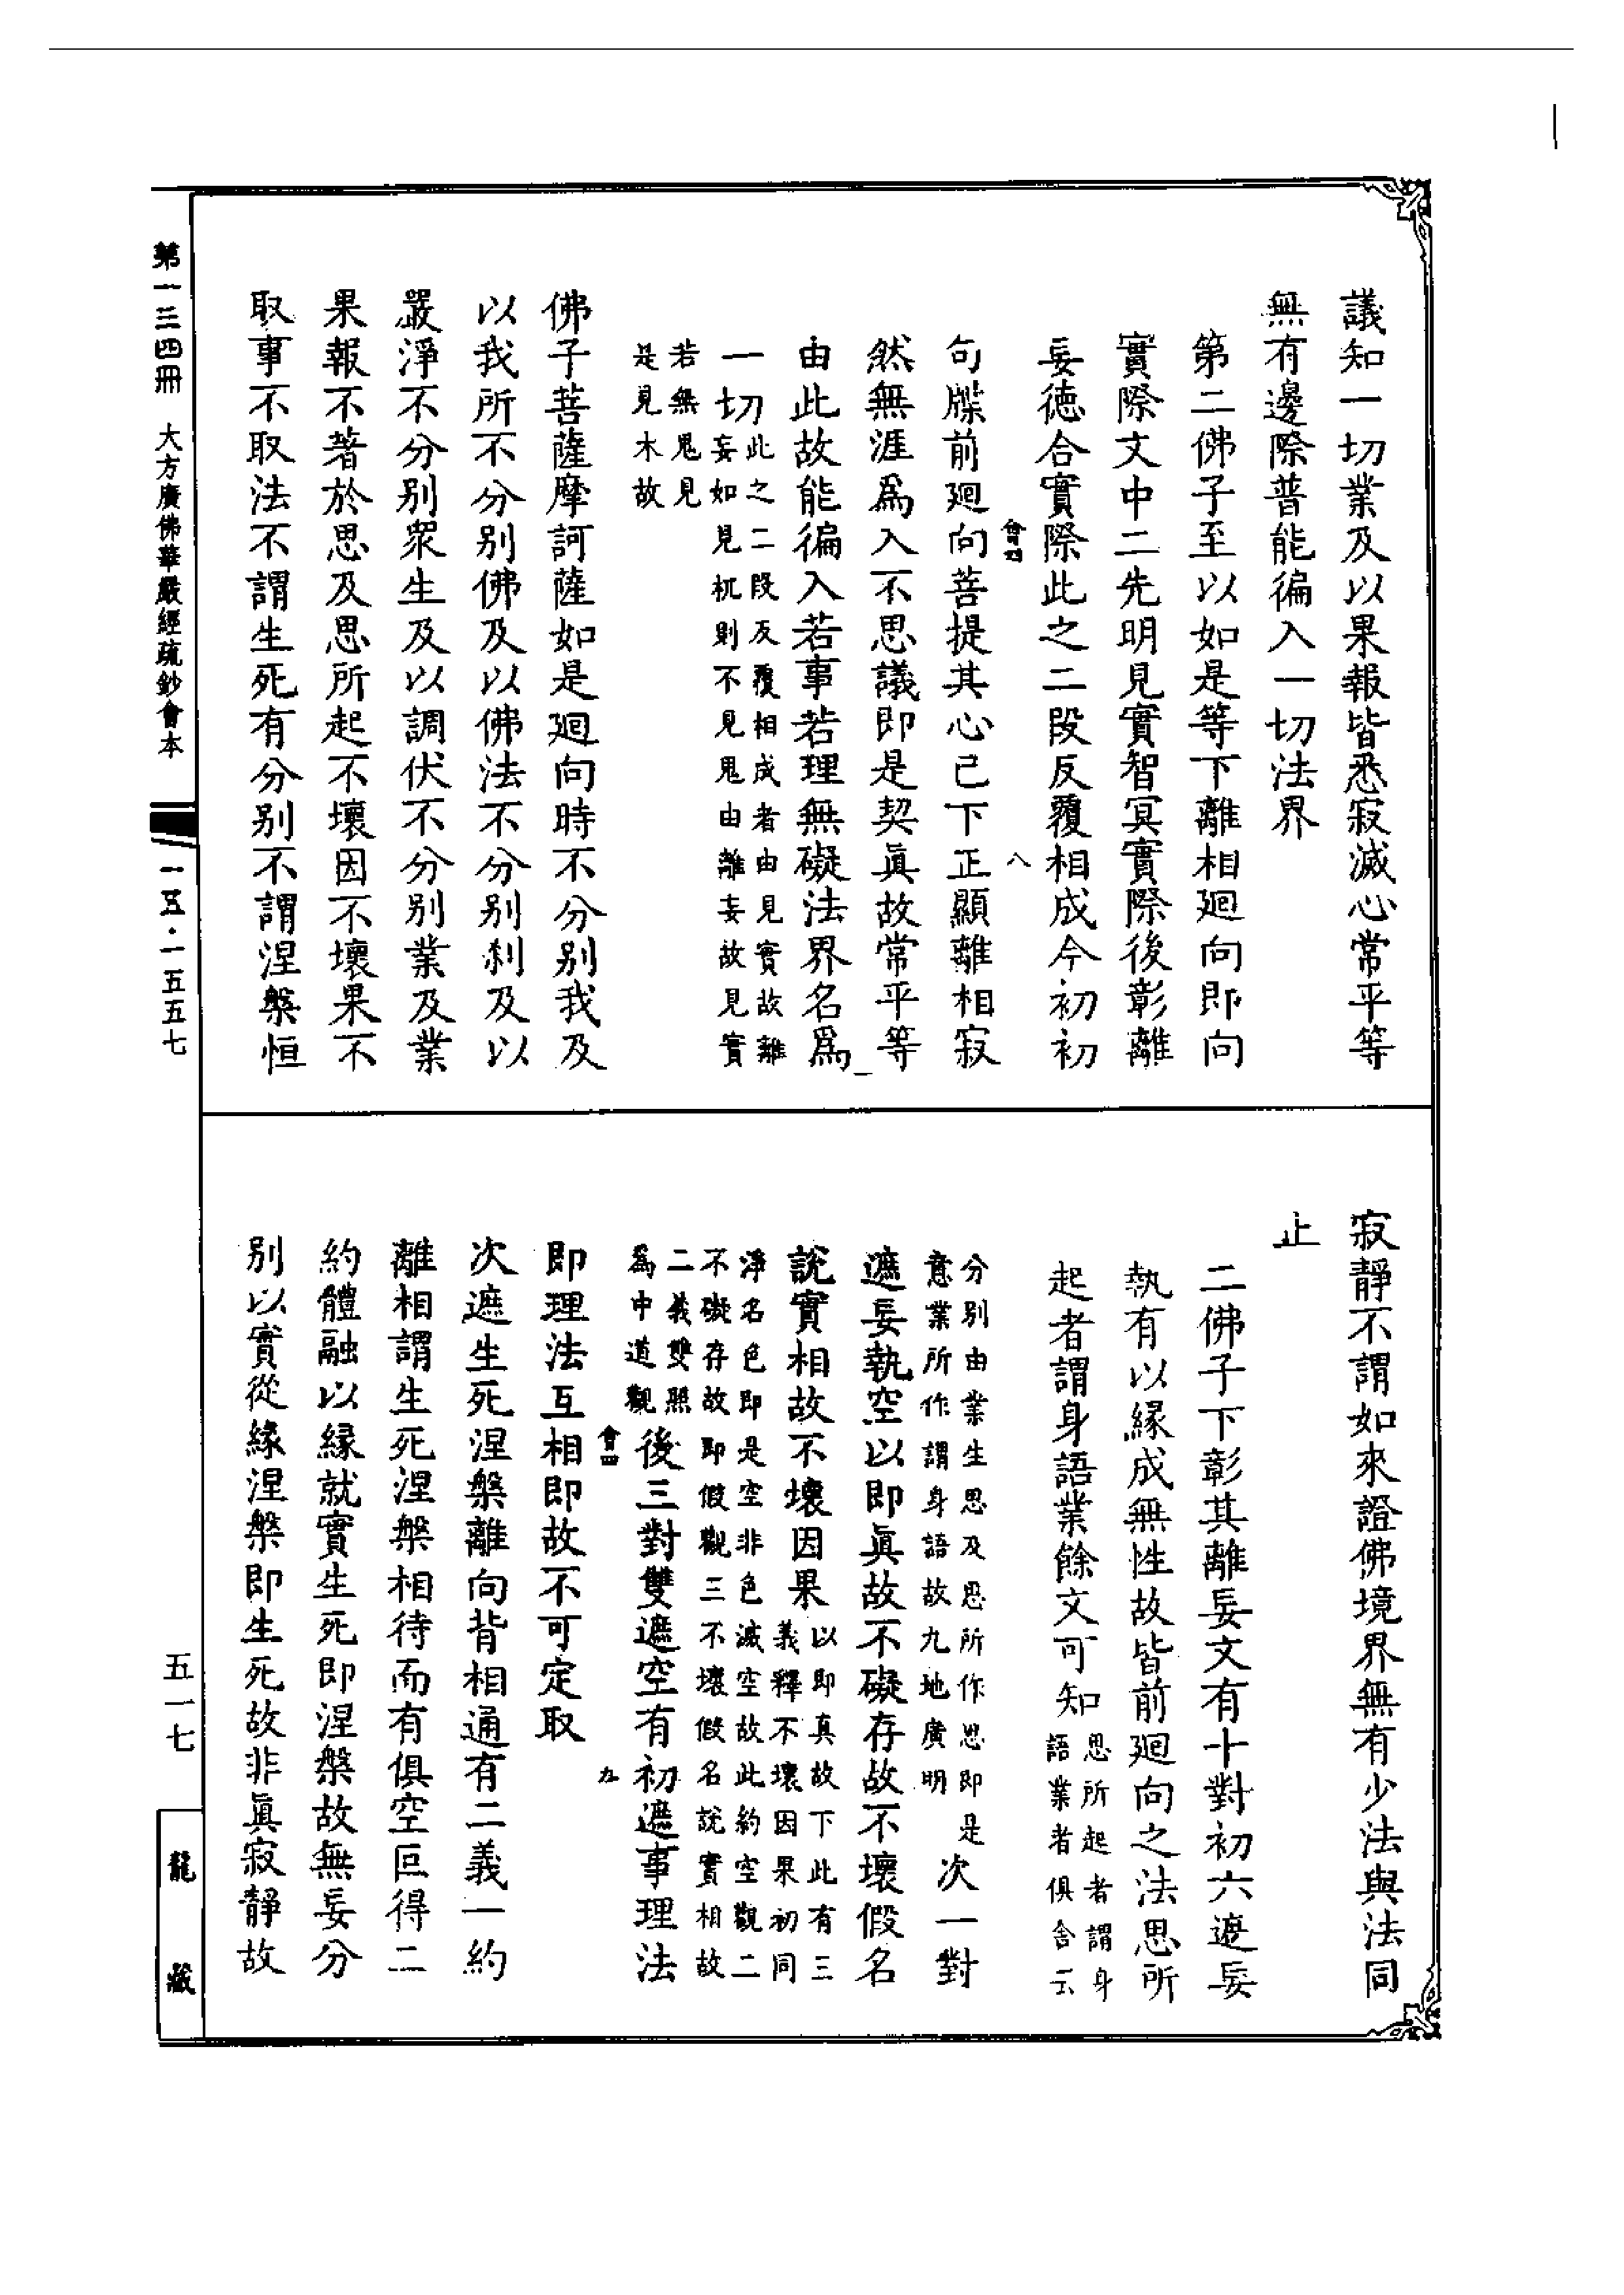 議知一切業及以果報皆悉寂滅心常平等
無有邊際普能徧入一切法界
第二佛子至以如是等下離相廻向即向
實際文中二先明見實智冥實際後彰離
妄徳合實際此之二段反覆相成今初初
會四
八
句牒前廻向菩提其心已下正顯離相寂
然無涯爲入不思議即是契眞故常平等
由此故能徧入若事若理無礙法界名爲
一切
此之二段反覆相成者由見實故離
妄如見杌則不見鬼由離妄故見實
若無鬼見
是見木故
佛子菩薩摩訶薩如是廻向時不分別我及
以我所不分別佛及以佛法不分別刹及以
嚴淨不分別衆生及以調伏不分別業及業
果報不著於思及思所起不壞因不壞果不
取事不取法不謂生死有分別不謂涅槃恒
寂靜不謂如來證佛境界無有少法與法同
止
二佛子下彰其離妄文有十對初六遮妄
執有以縁成無性故皆前廻向之法思所
起者謂身語業餘文可知
思所起者謂身
語業者俱舍云
分別由業生思及思所作思即是
意業所作謂身語故九地廣明
次一對
遮妄執空以即眞故不礙存故不壞假名
說實相故不壞因果
以即真故下此有三
義釋不壞因果初同
淨名色即是空非色滅空故此約空觀二
不礙存故即假觀三不壞假名說實相故
二義雙照
爲中道觀
會四
九
後三對雙遮空有初遮事理法
即理法互相即故不可定取
次遮生死涅槃離向背相通有二義一約
離相謂生死涅槃相待而有俱空叵得二
約體融以縁就實生死即涅槃故無妄分
別以實從緣涅槃即生死故非眞寂靜故
第一三四冊　大方廣佛華嚴經疏鈔會本
一五・一五五七
五一七
龍藏